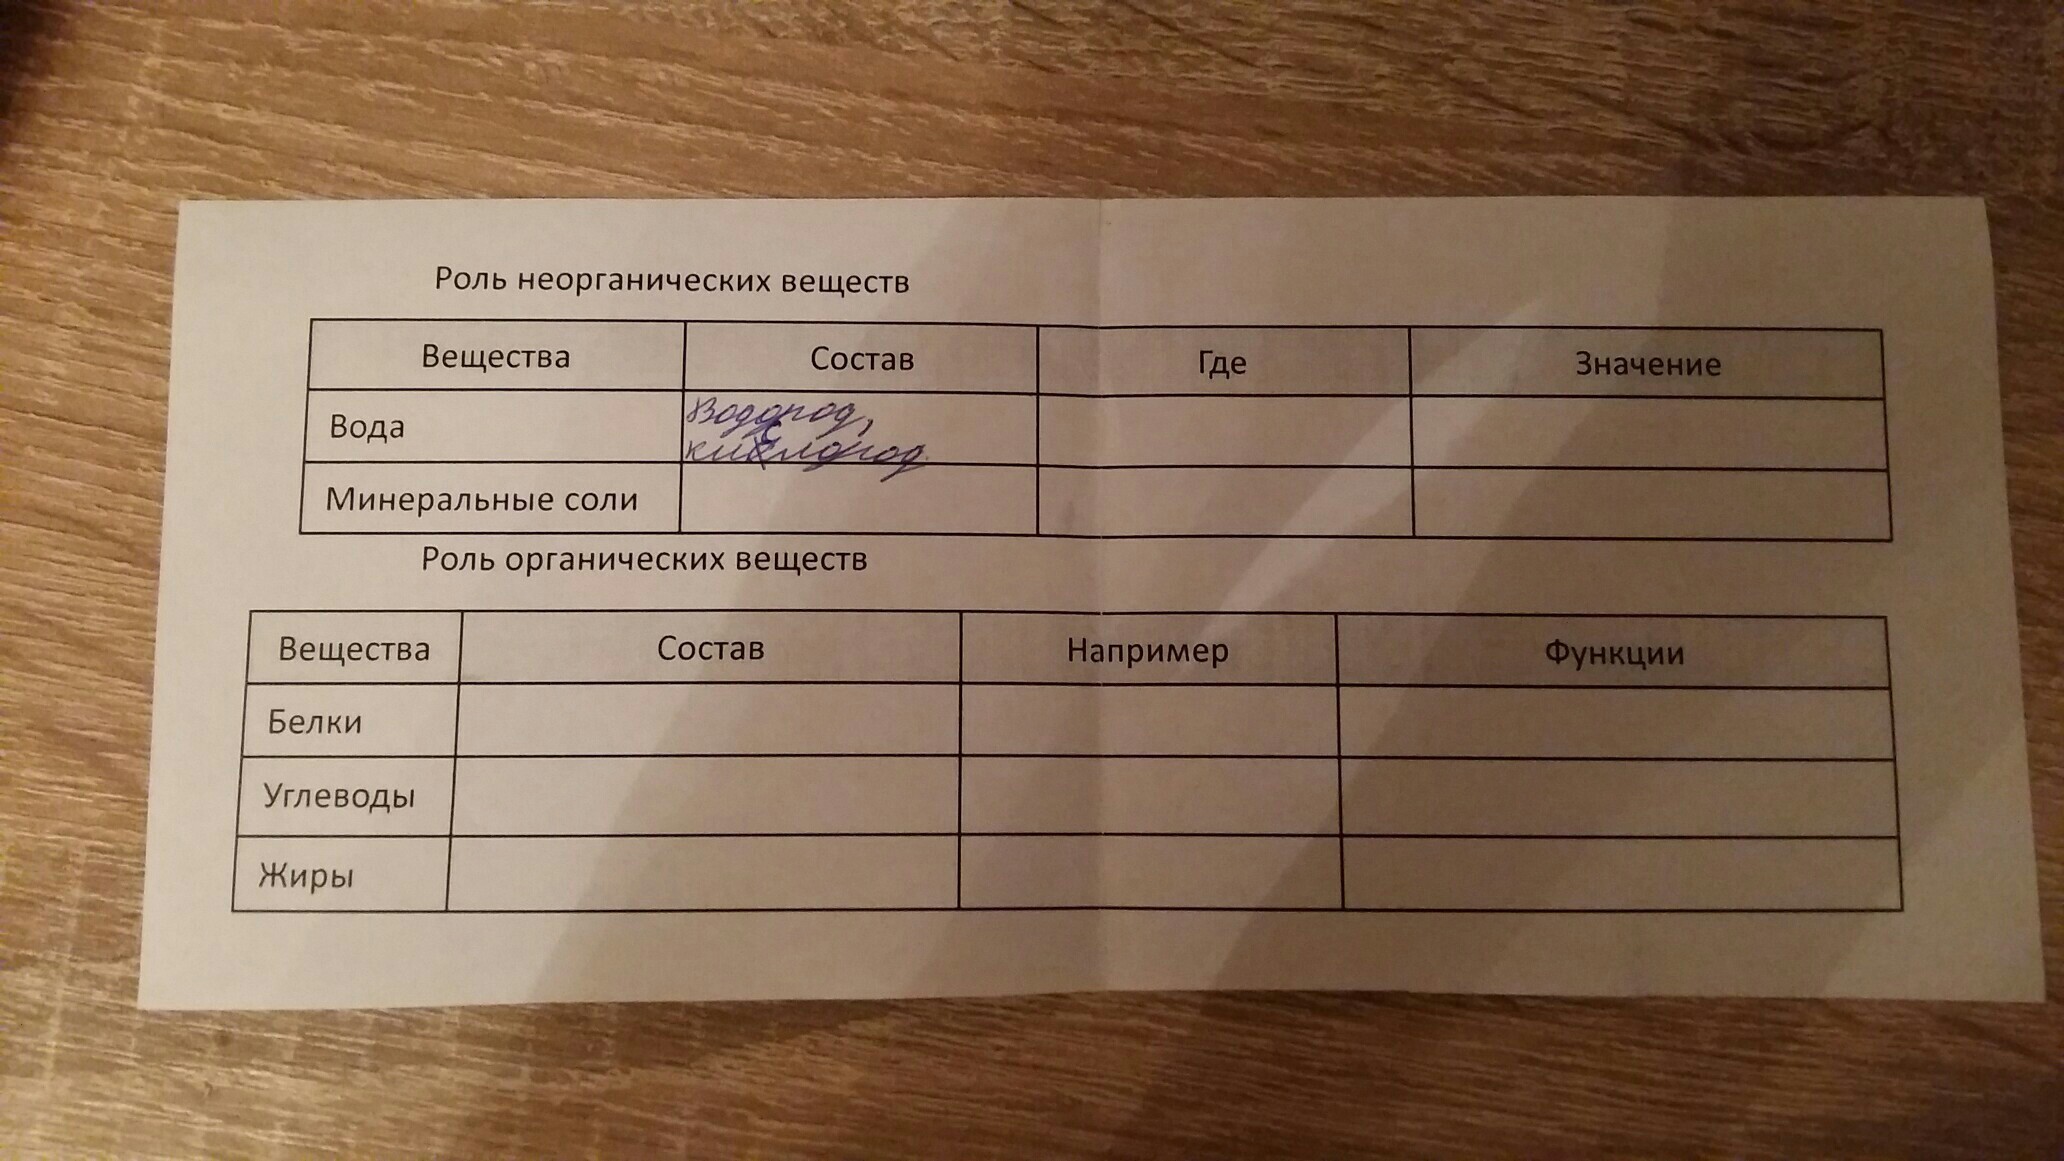 Роль неорганических веществ
Вещества Состав Где Значение
Вода Водород,
кислород.
Минеральные соли
Роль органических веществ
Вещества Состав Например Функции
Белки
Углеводы
Жиры